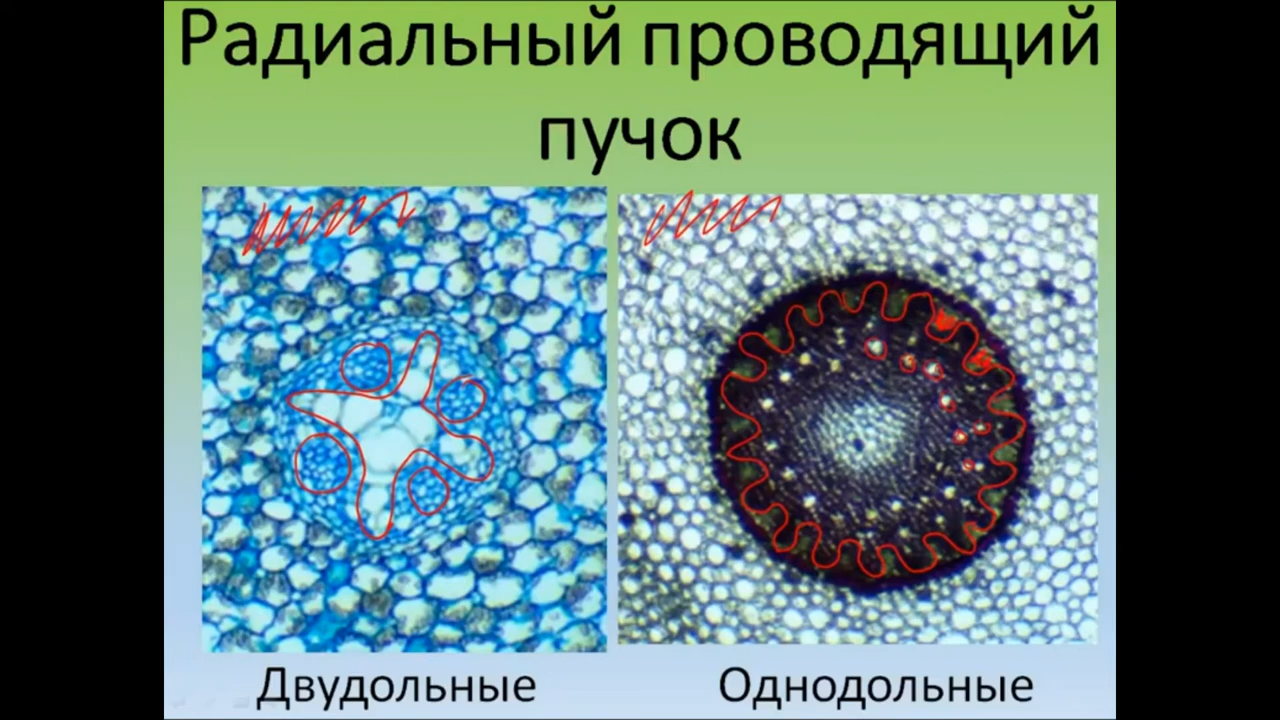 Радиальный проводящий
пучок
Двудольные
Однодольные